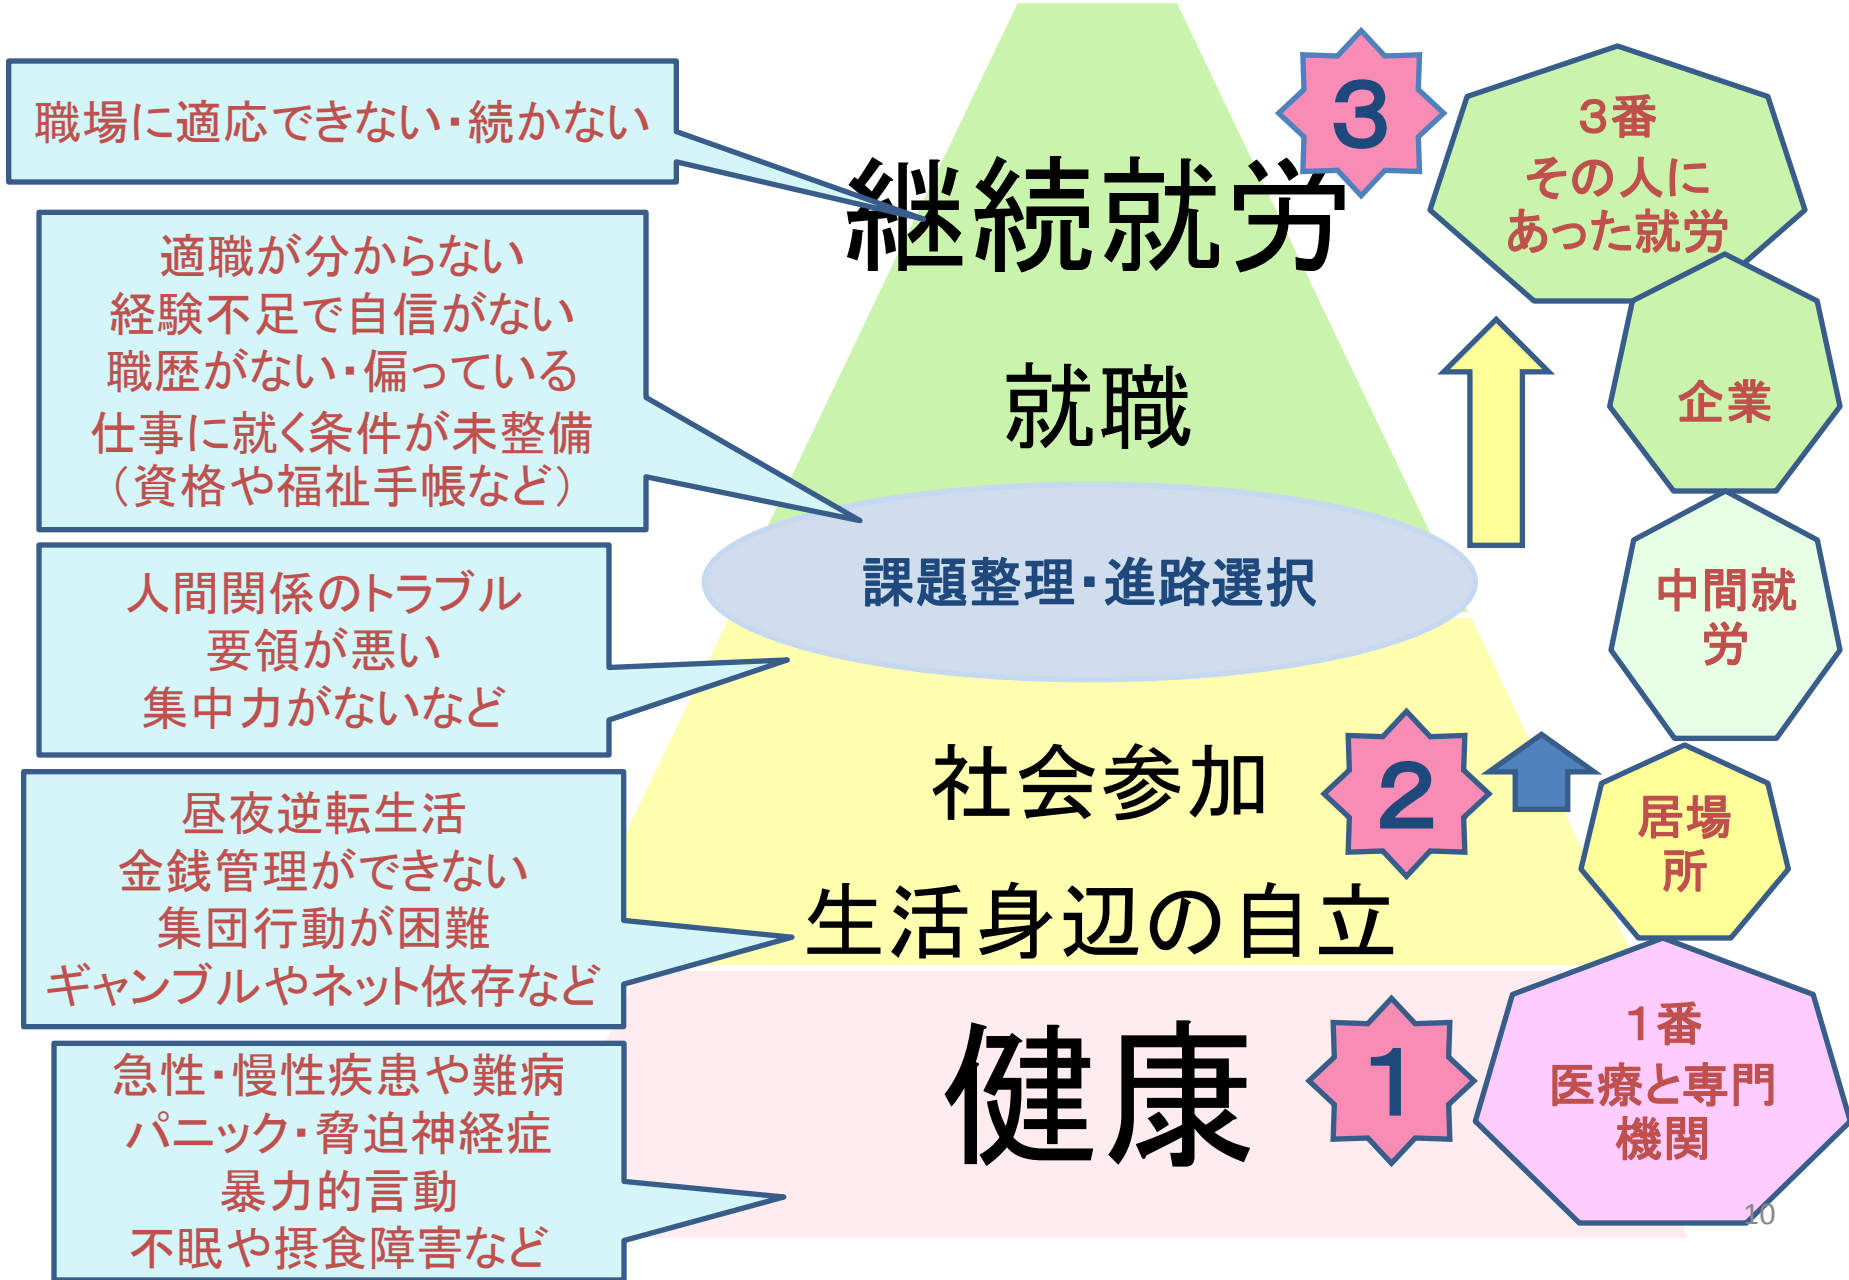 職場に適応できない・続かない
適職が分からない
経験不足で自信がない
職歴がない・偏っている
仕事に就く条件が未整備
（資格や福祉手帳など）
人間関係のトラブル
要領が悪い
集中力がないなど
昼夜逆転生活
金銭管理ができない
集団行動が困難
ギャンブルやネット依存など
急性・慢性疾患や難病
パニック・脅迫神経症
暴力的言動
不眠や摂食障害など
継続就労
就職
課題整理・進路選択
社会参加
生活身辺の自立
健康
３
２
１
３番
その人に
あった就労
企業
中間就
労
居場
所
１番
医療と専門
機関
10